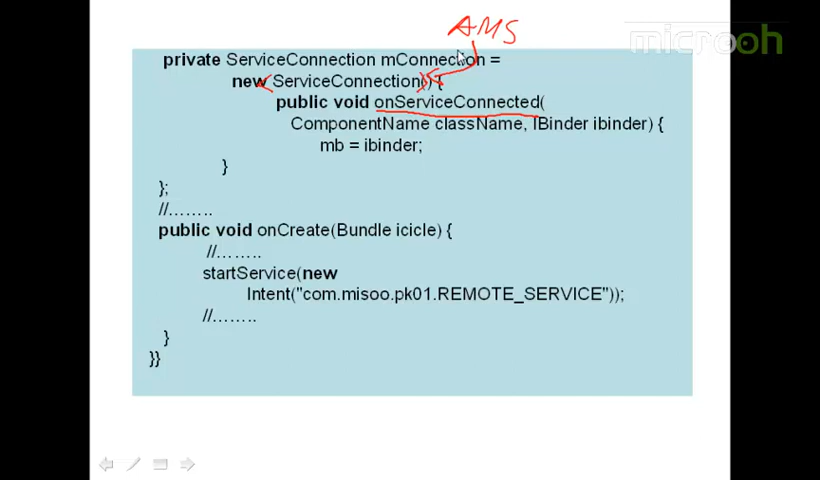 AMS
microoh
private ServiceConnection mConnection =
new ServiceConnection() {
public void onServiceConnected(
ComponentName className, IBinder ibinder) {
mb = ibinder;
}
};
//……..
public void onCreate(Bundle icicle) {
//……..
startService(new
Intent("com.misoo.pk01.REMOTE_SERVICE"));
//……..
}
}}